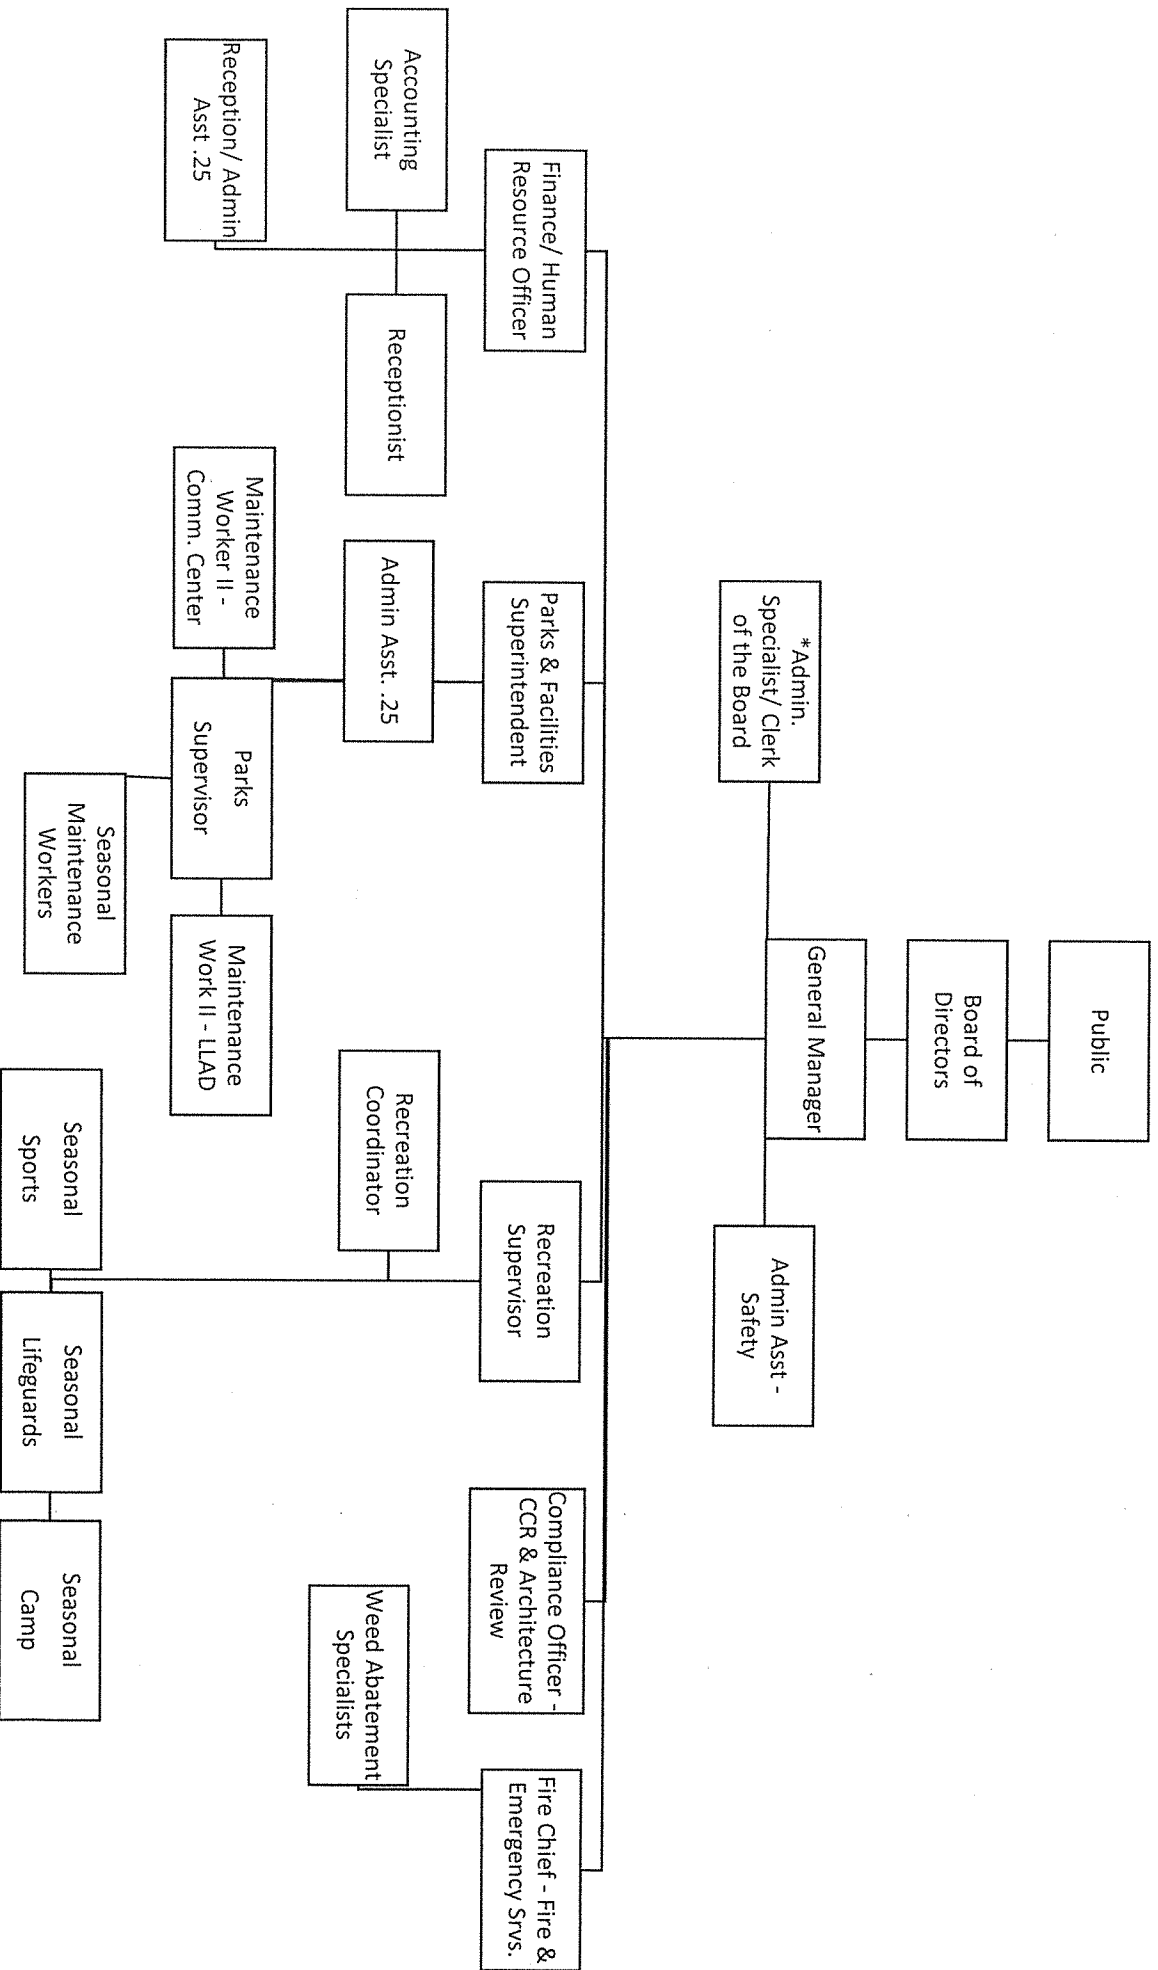 Public
Board of
Directors
General Manager
*Admin.
Specialist/ Clerk
of the Board
Admin Asst -
Safety
Finance/ Human
Resource Officer
Parks & Facilities
Superintendent
Recreation
Supervisor
Compliance Officer -
CCR & Architecture
Review
Fire Chief - Fire &
Emergency Srvs.
Accounting
Specialist
Receptionist
Admin Asst. .25
Recreation
Coordinator
Weed Abatement
Specialists
Reception/ Admin
Asst .25
Maintenance
Worker II -
Comm. Center
Parks
Supervisor
Maintenance
Work II - LLAD
Seasonal
Maintenance
Workers
Seasonal
Sports
Seasonal
Lifeguards
Seasonal
Camp